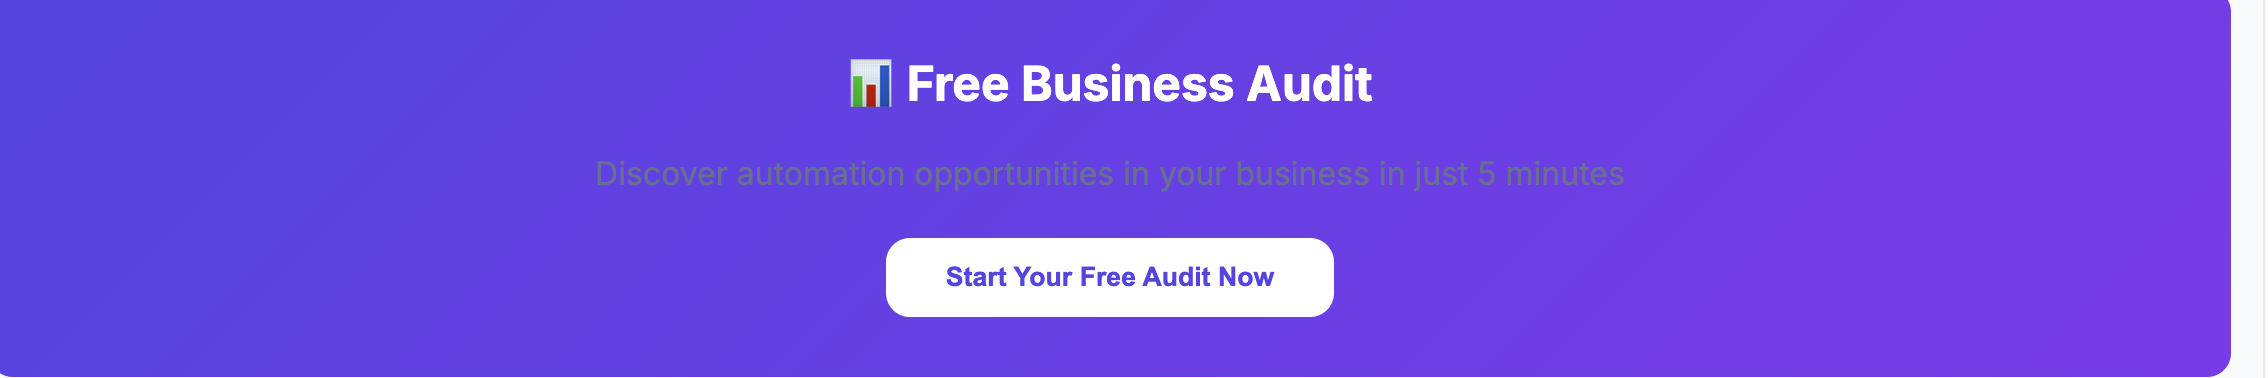 Free Business Audit
Discover automation opportunities in your business in just 5 minutes
Start Your Free Audit Now